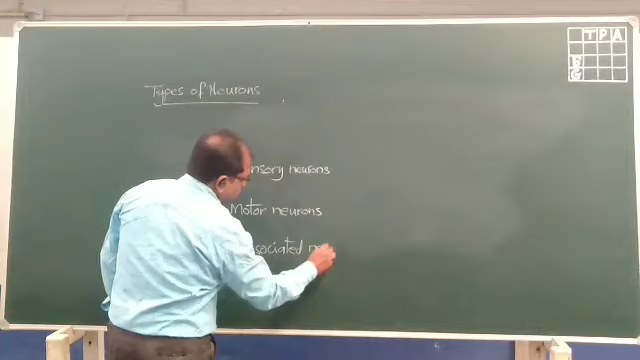 Types of Neurons
T P A
B
G
nsory neurons
Motor neurons
sociated